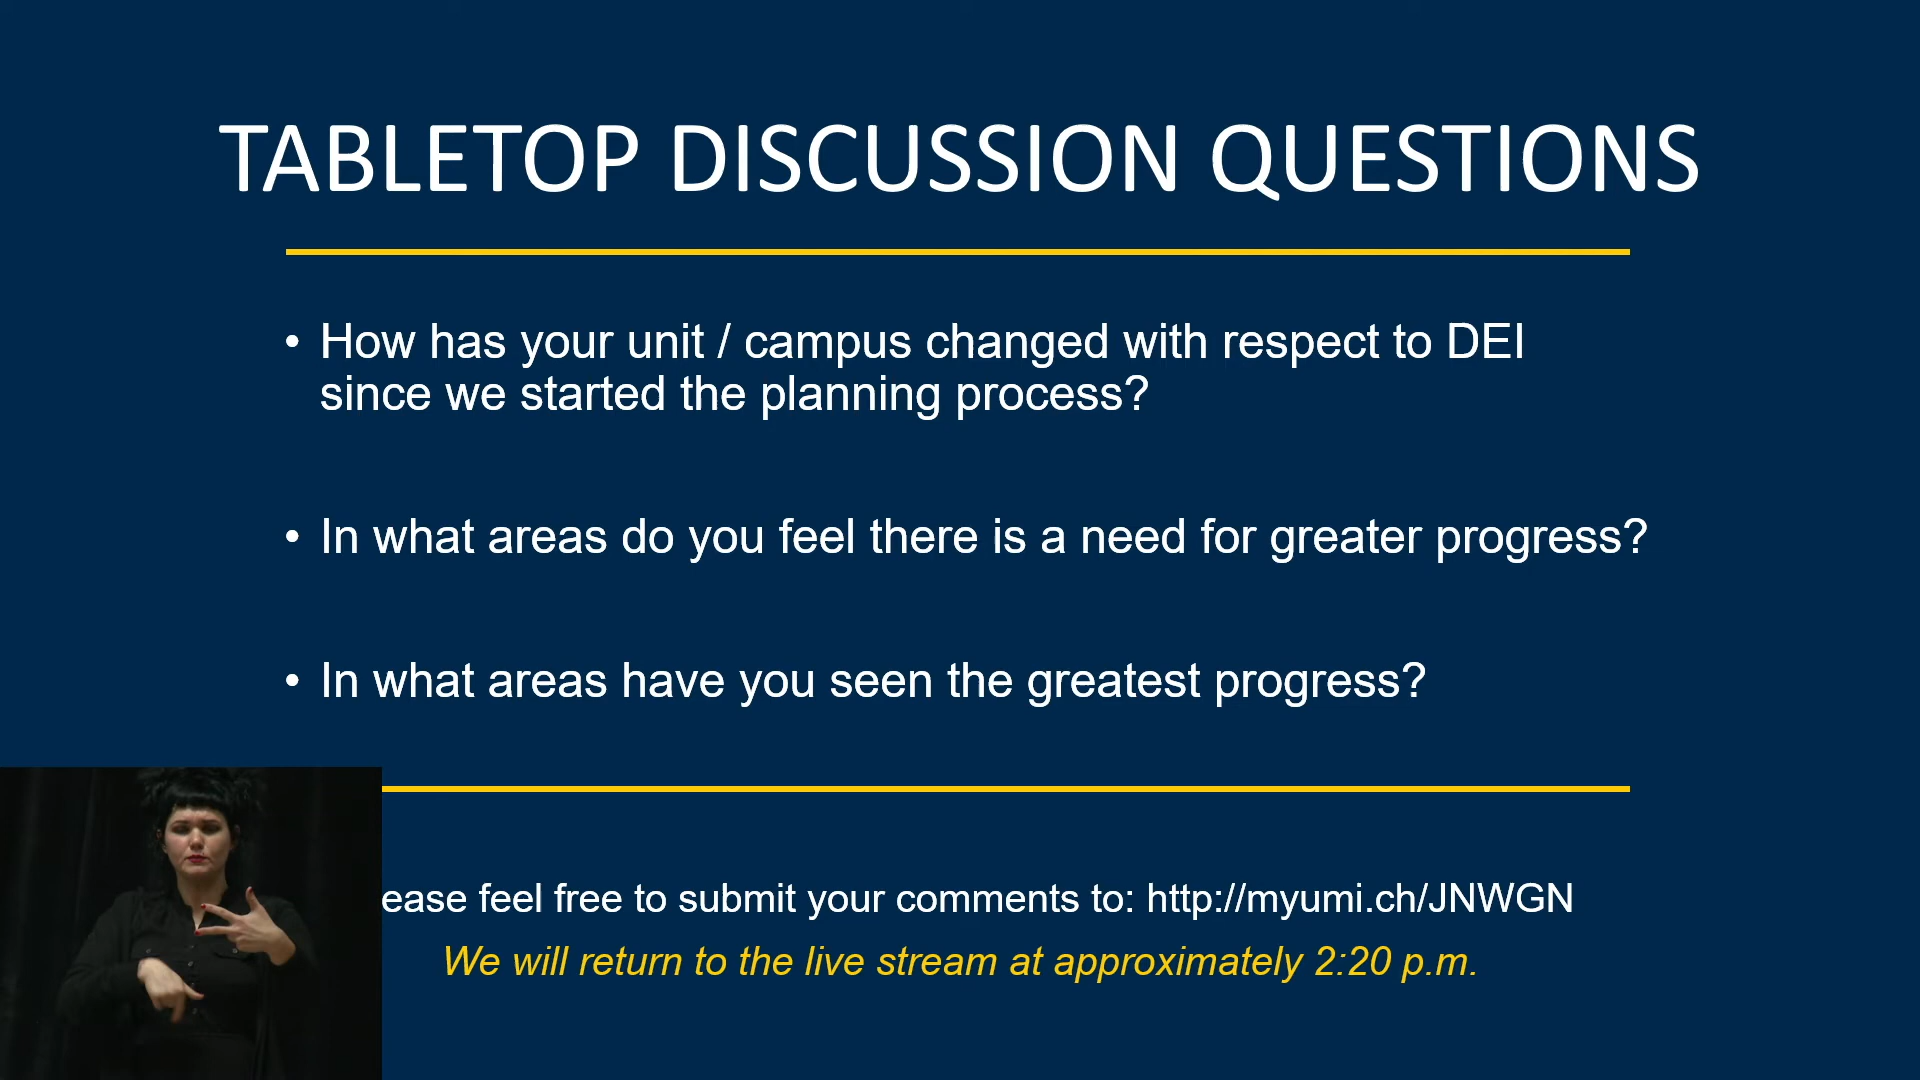 TABLETOP DISCUSSION QUESTIONS
• How has your unit / campus changed with respect to DEI
since we started the planning process?
• In what areas do you feel there is a need for greater progress?
• In what areas have you seen the greatest progress?
ease feel free to submit your comments to: http://myumi.ch/JNWGN
We will return to the live stream at approximately 2:20 p.m.